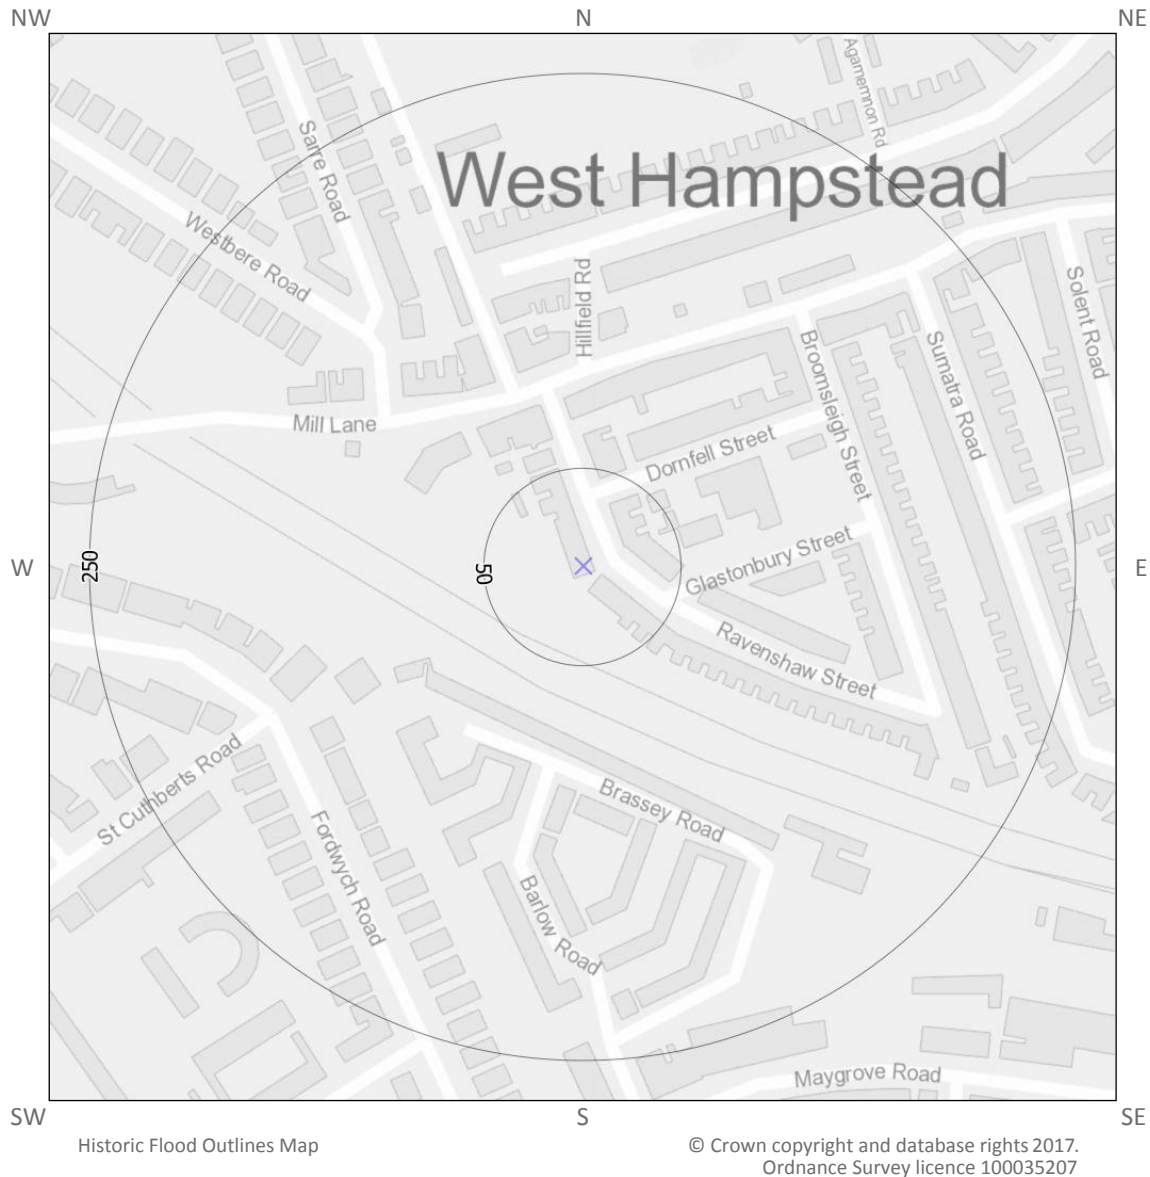 NW N NE
Agamemnon Rd
Sarre Road
West Hampstead
Westbere Road
Hillfield Rd
Solent Road
Broomsleigh Street
Sumatra Road
Mill Lane
Dornfell Street
W 250 50 E
Glastonbury Street
Ravenshaw Street
St Cuthberts Road
Brassey Road
Fordwych Road
Barlow Road
Maygrove Road
SW S SE
Historic Flood Outlines Map
© Crown copyright and database rights 2017.
Ordnance Survey licence 100035207